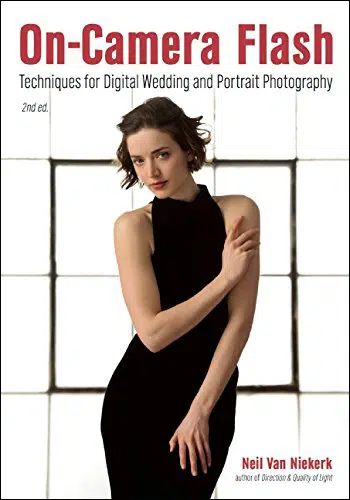 On-Camera Flash
Techniques for Digital Wedding and Portrait Photography
2nd ed.
Neil Van Niekerk
author of Direction & Quality of Light